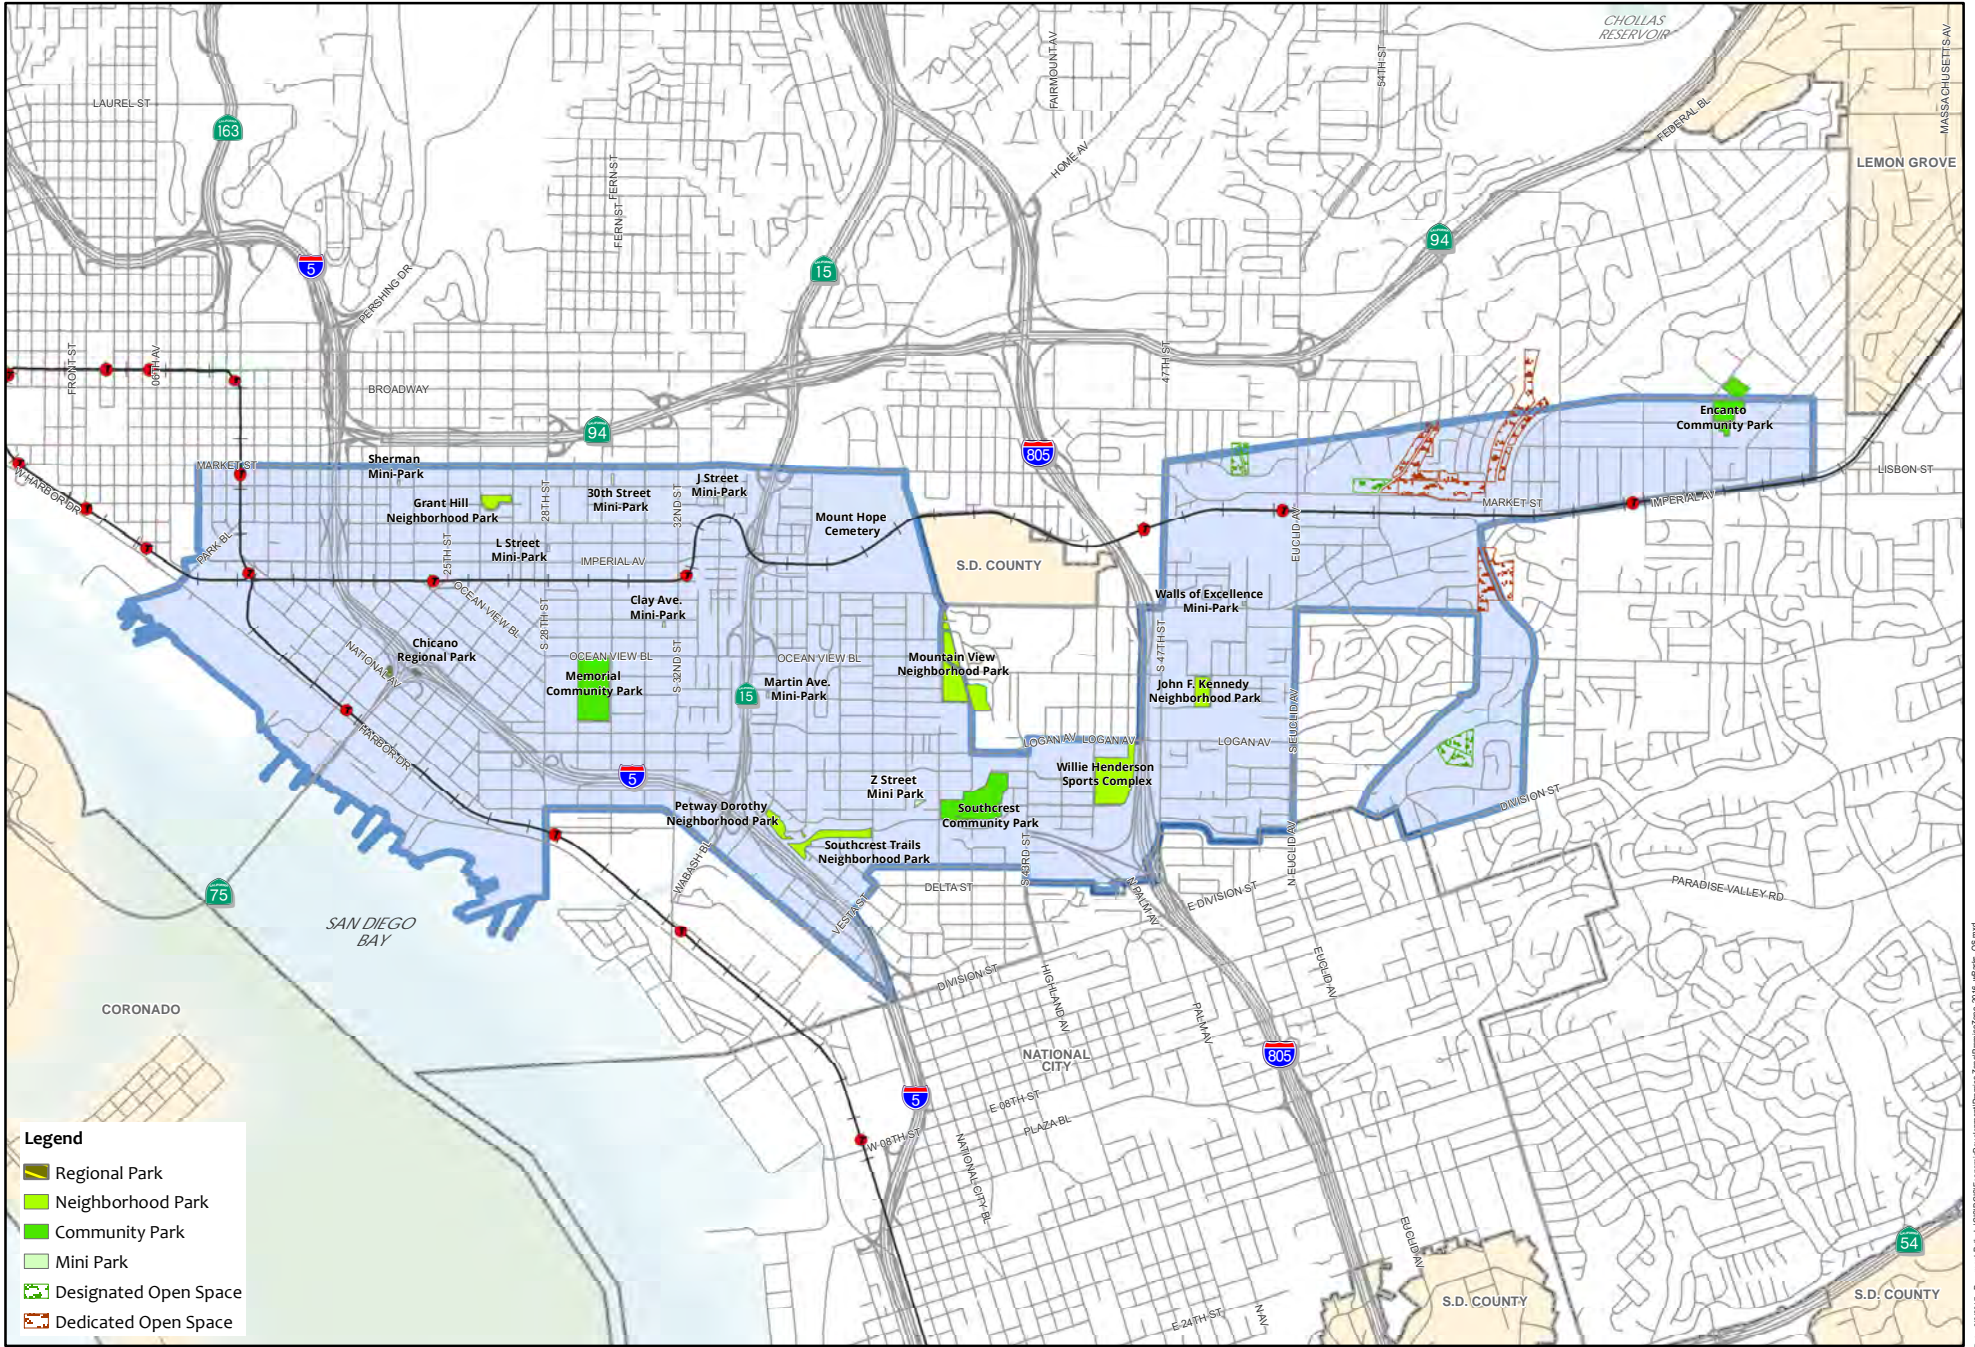 CHOLLAS
RESERVOIR
MASSACHUSETTS AV
FAIRMOUNT AV
54TH ST
LAUREL ST
163
FEDERAL BL
LEMON GROVE
HOME AV
FERN ST
FERN ST
94
5
15
PERSHING DR
FRONT ST
06TH AV
47TH ST
BROADWAY
94
Encanto
Community Park
805
Sherman
Mini-Park
MARKET ST
LISBON ST
W HARBOR DR
J Street
Mini-Park
30th Street
Mini-Park
28TH ST
32ND ST
Grant Hill
Neighborhood Park
MARKET ST
IMPERIAL AV
Mount Hope
Cemetery
EUCLID AV
PARK BL
25TH ST
L Street
Mini-Park
IMPERIAL AV
S.D. COUNTY
OCEAN VIEW BL
Clay Ave.
Mini-Park
Walls of Excellence
Mini-Park
S 28TH ST
S 47TH ST
Chicano
Regional Park
NATIONAL AV
OCEAN VIEW BL
OCEAN VIEW BL
S 32ND ST
Mountain View
Neighborhood Park
Memorial
Community Park
15
Martin Ave.
Mini-Park
John F. Kennedy
Neighborhood Park
S EUCLID AV
HARBOR DR
LOGAN AV
LOGAN AV
LOGAN AV
5
Z Street
Mini Park
Willie Henderson
Sports Complex
DIVISION ST
Petway Dorothy
Neighborhood Park
Southcrest
Community Park
Southcrest Trails
Neighborhood Park
S 43RD ST
N EUCLID AV
WABASH BL
DELTA ST
N PALM AV
E DIVISION ST
PARADISE VALLEY RD
75
VESTA ST
SAN DIEGO
BAY
DIVISION ST
HIGHLAND AV
EUCLID AV
CORONADO
PALM AV
NATIONAL
CITY
805
5
E 08TH ST
PLAZA BL
W 08TH ST
NATIONAL CITY BL
EUCLID AV
54
S.D. COUNTY
S.D. COUNTY
E 24TH ST
N AV
Legend
Regional Park
Neighborhood Park
Community Park
Mini Park
Designated Open Space
Dedicated Open Space